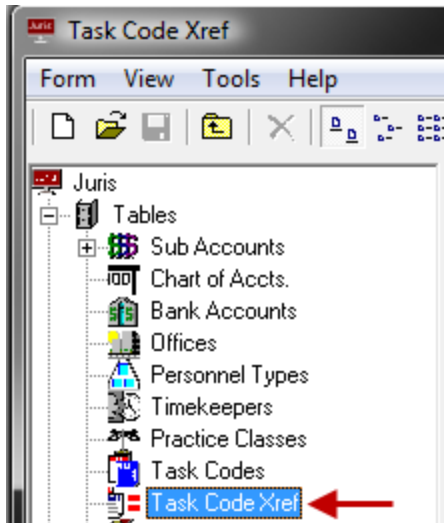 Task Code Xref
Form View Tools Help
Juris
Tables
Sub Accounts
Chart of Accts.
Bank Accounts
Offices
Personnel Types
Timekeepers
Practice Classes
Task Codes
Task Code Xref